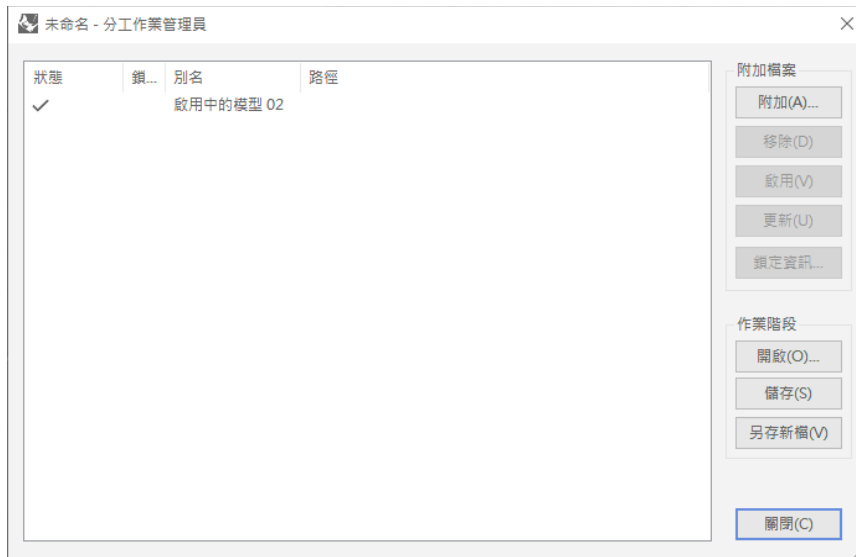 未命名 - 分工作業管理員
狀態 鎖... 別名 路徑
啟用中的模型 02
附加檔案
附加(A)...
移除(D)
啟用(V)
更新(U)
鎖定資訊...
作業階段
開啟(O)...
儲存(S)
另存新檔(V)
關閉(C)